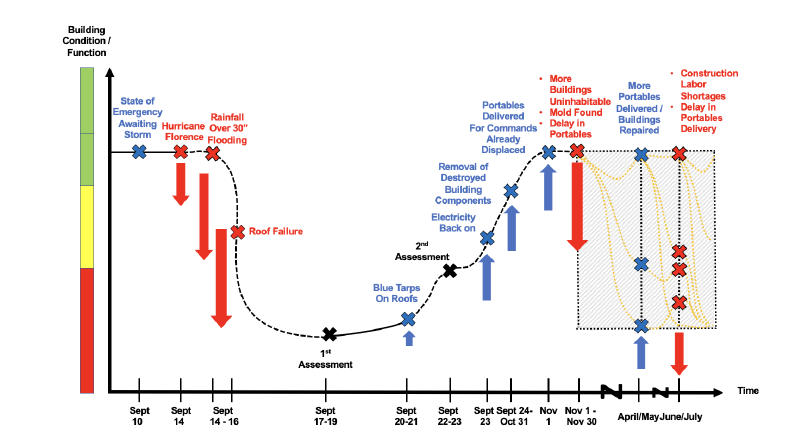 Building
Condition /
Function
State of
Emergency
Awaiting
Storm
Hurricane
Florence
Rainfall
Over 30"
Flooding
Roof Failure
1st
Assessment
Blue Tarps
On Roofs
2nd
Assessment
Electricity
Back on
Removal of
Destroyed
Building
Components
Portables
Delivered
For Commands
Already
Displaced
• More
Buildings
Uninhabitable
• Mold Found
• Delay in
Portables
More
Portables
Delivered /
Buildings
Repaired
• Construction
Labor
Shortages
• Delay in
Portables
Delivery
Time
Sept
10
Sept
14
Sept
14 - 16
Sept
17-19
Sept
20-21
Sept
22-23
Sept
23
Sept 24-
Oct 31
Nov
1
Nov 1 -
Nov 30
April/May
June/July